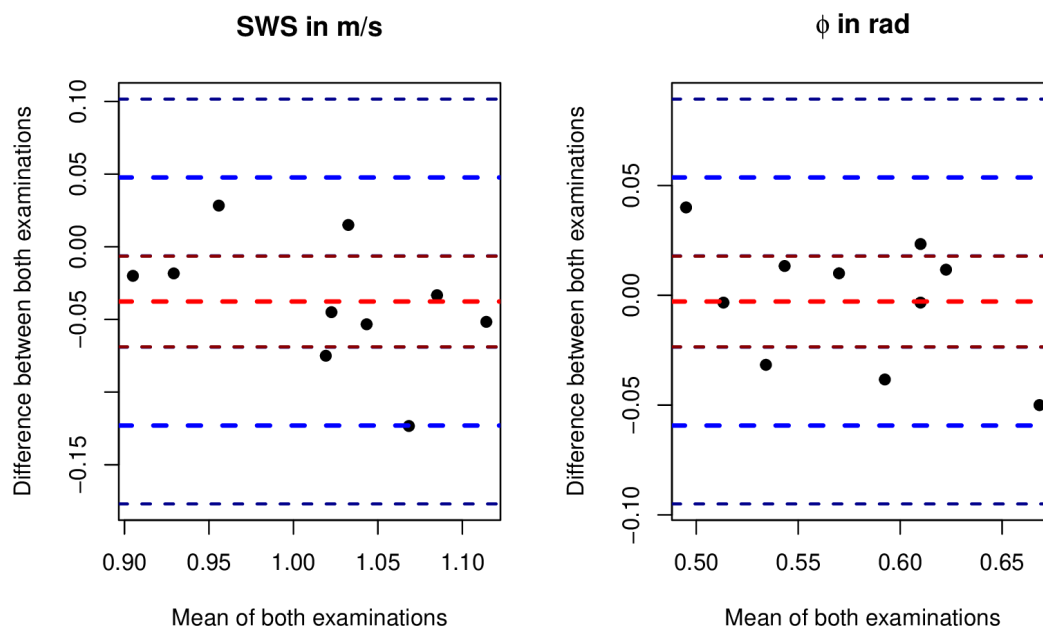 SWS in m/s
Difference between both examinations
0.10
0.05
0.00
−0.05
−0.15
0.90 0.95 1.00 1.05 1.10
Mean of both examinations
ϕ in rad
Difference between both examinations
0.05
0.00
−0.05
−0.10
0.50 0.55 0.60 0.65
Mean of both examinations